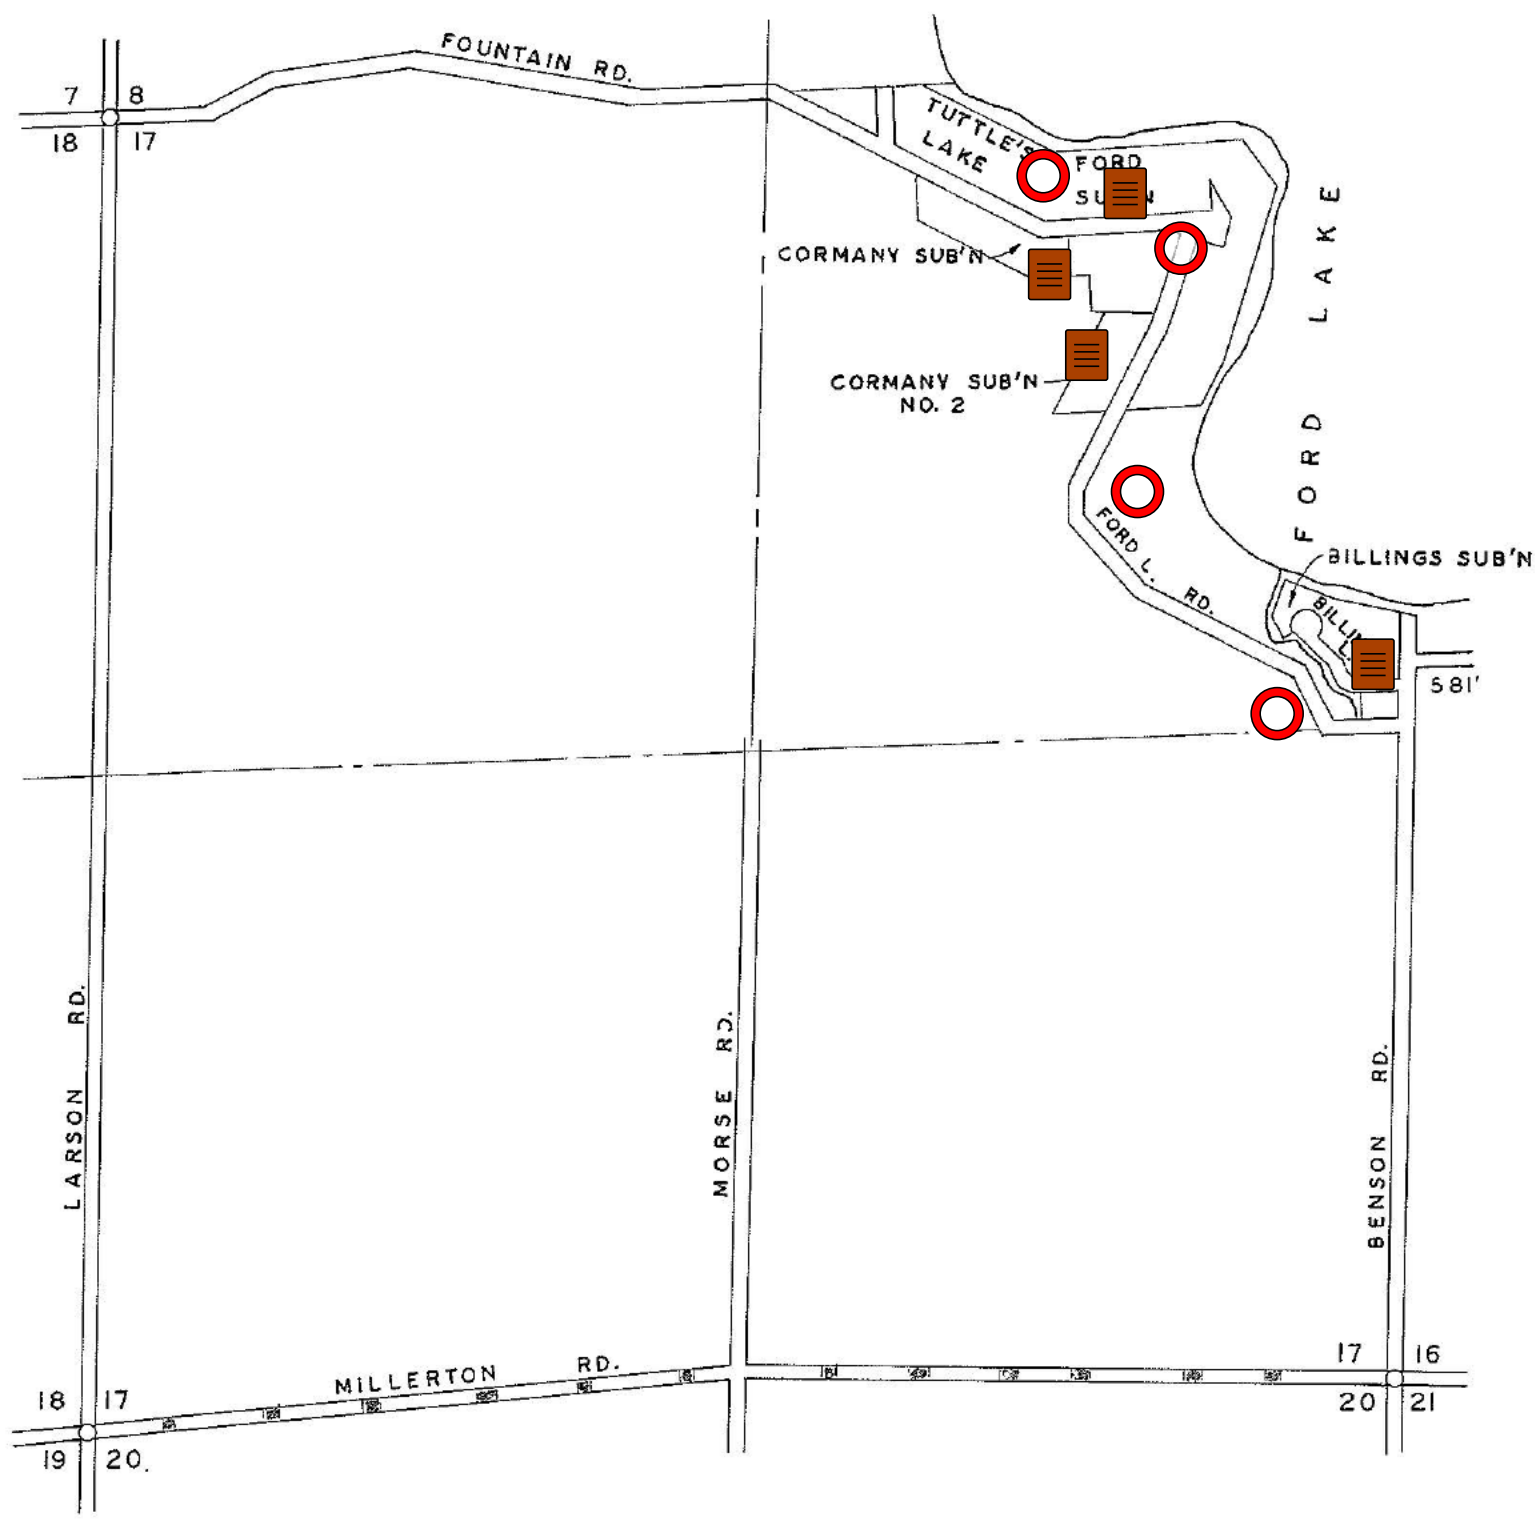 FOUNTAIN RD.
7 8
18 17
TUTTLE'S
LAKE
FORD
CORMANY SUB'N
CORMANY SUB'N
NO. 2
FORD LAKE
FORD L. RD.
BILLINGS SUB'N
581'
LARSON RD.
MORSE RD.
BENSON RD.
MILLERTON RD.
17 16
20 21
18 17
19 20.